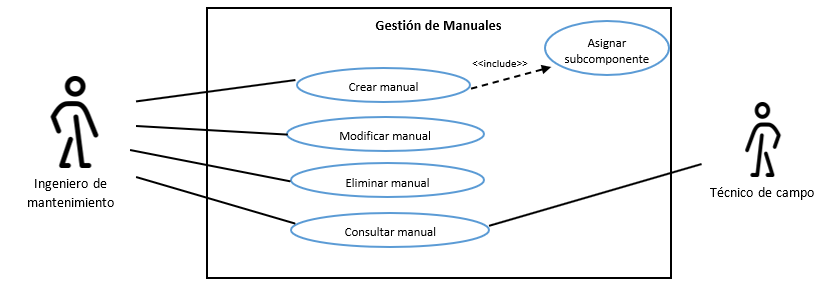 Gestión de Manuales
Asignar
subcomponente
<<include>>
Crear manual
Modificar manual
Eliminar manual
Consultar manual
Ingeniero de
mantenimiento
Técnico de campo